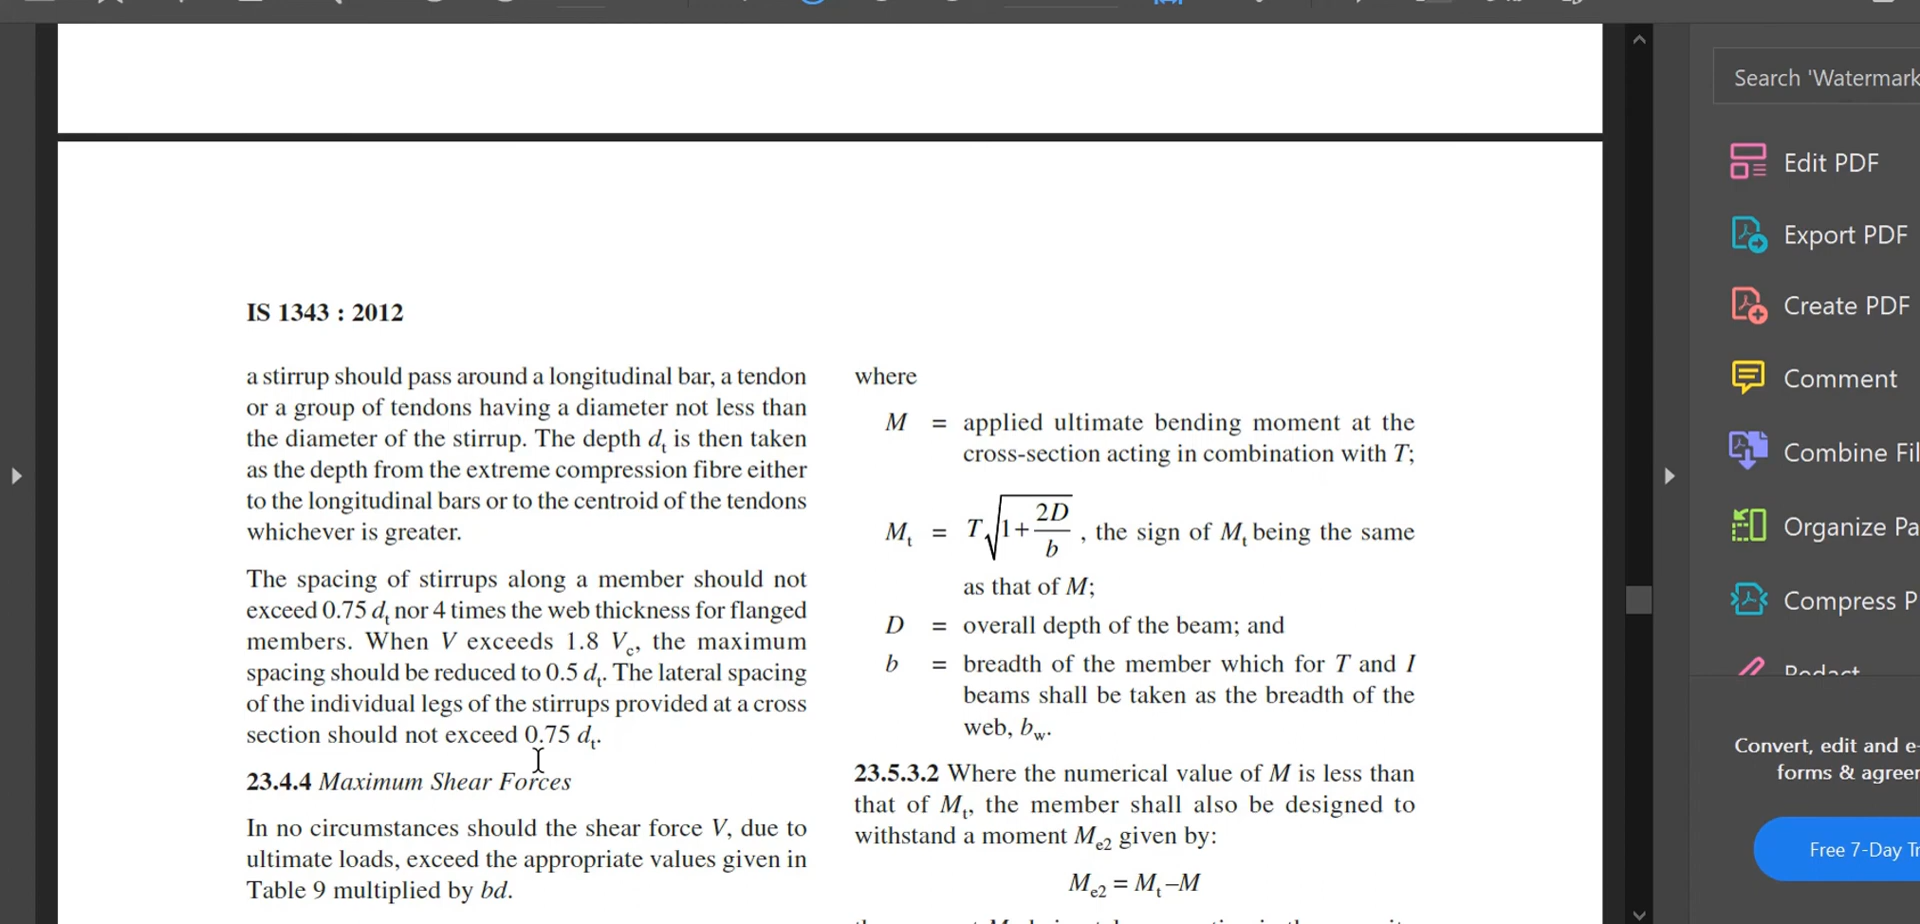 IS 1343 : 2012
a stirrup should pass around a longitudinal bar, a tendon
or a group of tendons having a diameter not less than
the diameter of the stirrup. The depth dt is then taken
as the depth from the extreme compression fibre either
to the longitudinal bars or to the centroid of the tendons
whichever is greater.
The spacing of stirrups along a member should not
exceed 0.75 dt nor 4 times the web thickness for flanged
members. When V exceeds 1.8 Vc, the maximum
spacing should be reduced to 0.5 dt. The lateral spacing
of the individual legs of the stirrups provided at a cross
section should not exceed 0.75 dt.
23.4.4 Maximum Shear Forces
In no circumstances should the shear force V, due to
ultimate loads, exceed the appropriate values given in
Table 9 multiplied by bd.
where
M = applied ultimate bending moment at the
cross-section acting in combination with T;
Mt = T√(1+2D/b), the sign of Mt being the same
as that of M;
D = overall depth of the beam; and
b = breadth of the member which for T and I
beams shall be taken as the breadth of the
web, bw.
23.5.3.2 Where the numerical value of M is less than
that of Mt, the member shall also be designed to
withstand a moment Me2 given by:
Me2 = Mt –M
Search 'Watermark
Edit PDF
Export PDF
Create PDF
Comment
Combine Fil
Organize Pa
Compress P
Redact
Convert, edit and e-
forms & agreer
Free 7-Day Tr